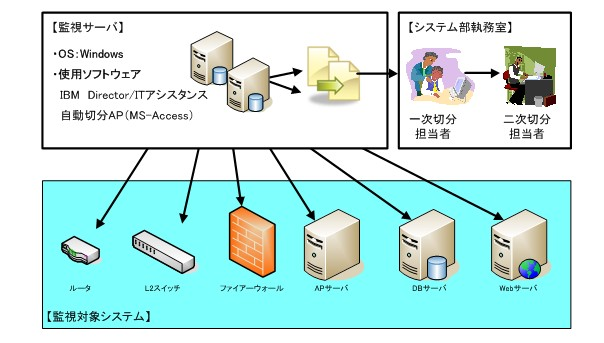 【監視サーバ】
・OS:Windows
・使用ソフトウェア
IBM Director/ITアシスタンス
自動切分AP(MS-Access)
【システム部執務室】
一次切分
担当者
二次切分
担当者
ルータ
L2スイッチ
ファイアーウォール
APサーバ
DBサーバ
Webサーバ
【監視対象システム】